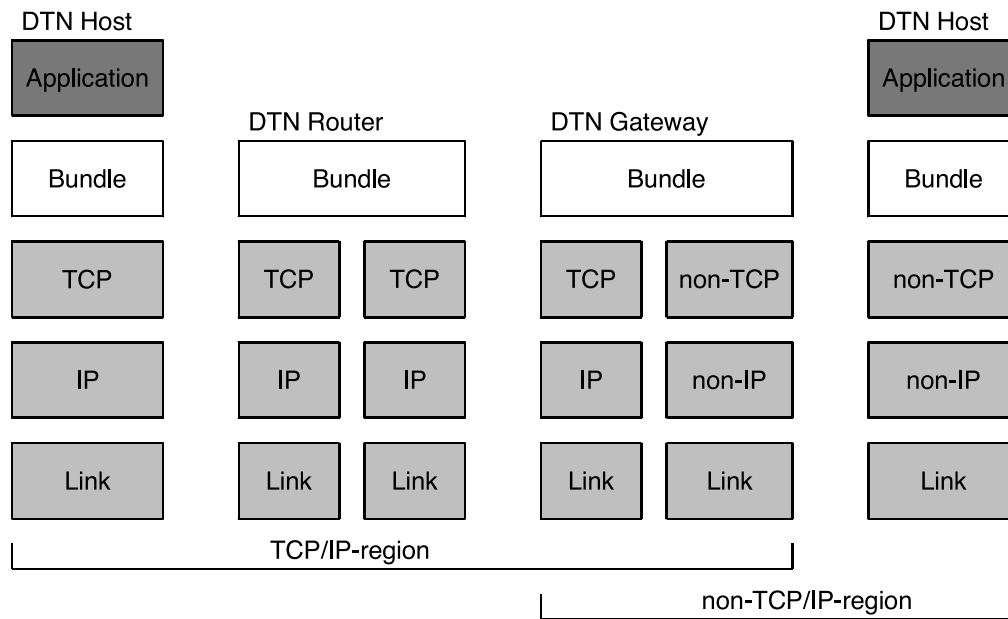 DTN Host
DTN Host
Application
Application
DTN Router
DTN Gateway
Bundle
Bundle
Bundle
Bundle
TCP
TCP
TCP
TCP
non-TCP
non-TCP
IP
IP
IP
IP
non-IP
non-IP
Link
Link
Link
Link
Link
Link
TCP/IP-region
non-TCP/IP-region